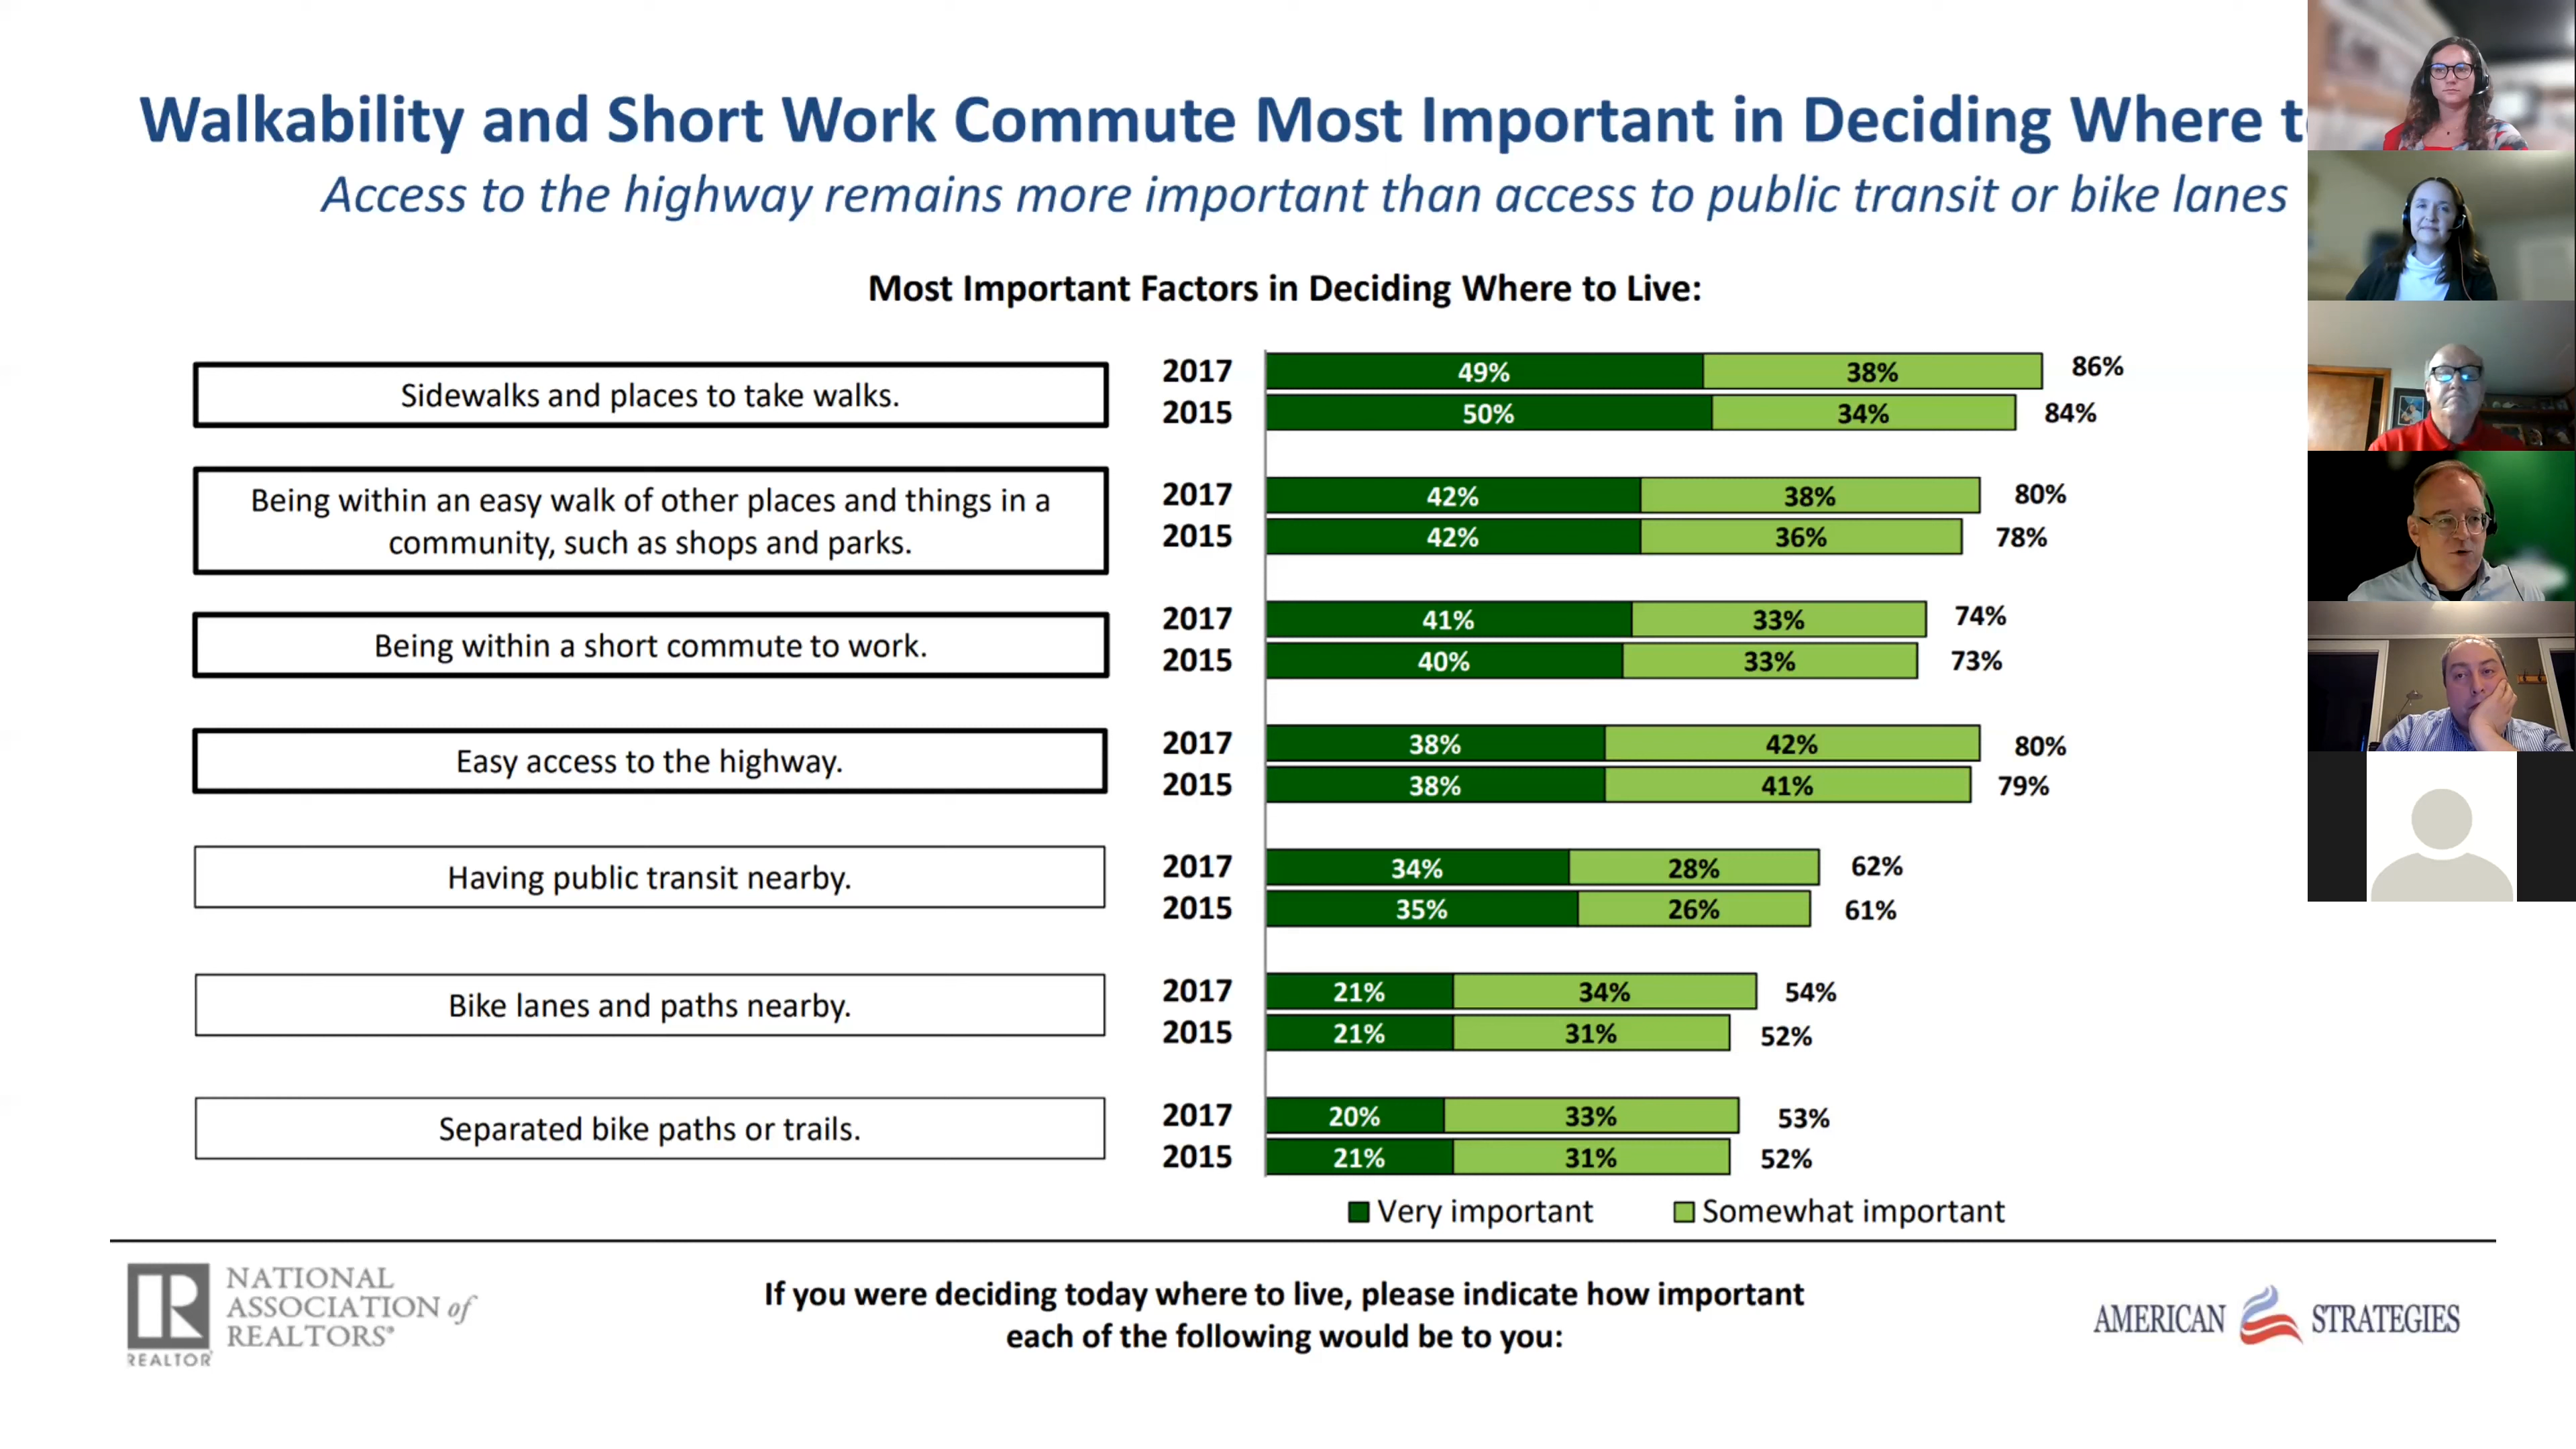 Walkability and Short Work Commute Most Important in Deciding Where
Access to the highway remains more important than access to public transit or bike lanes
Most Important Factors in Deciding Where to Live:
Sidewalks and places to take walks.
2017 49% 38% 86%
2015 50% 34% 84%
Being within an easy walk of other places and things in a
community, such as shops and parks.
2017 42% 38% 80%
2015 42% 36% 78%
Being within a short commute to work.
2017 41% 33% 74%
2015 40% 33% 73%
Easy access to the highway.
2017 38% 42% 80%
2015 38% 41% 79%
Having public transit nearby.
2017 34% 28% 62%
2015 35% 26% 61%
Bike lanes and paths nearby.
2017 21% 34% 54%
2015 21% 31% 52%
Separated bike paths or trails.
2017 20% 33% 53%
2015 21% 31% 52%
Very important Somewhat important
NATIONAL
ASSOCIATION of
REALTORS®
REALTOR
If you were deciding today where to live, please indicate how important
each of the following would be to you:
AMERICAN STRATEGIES